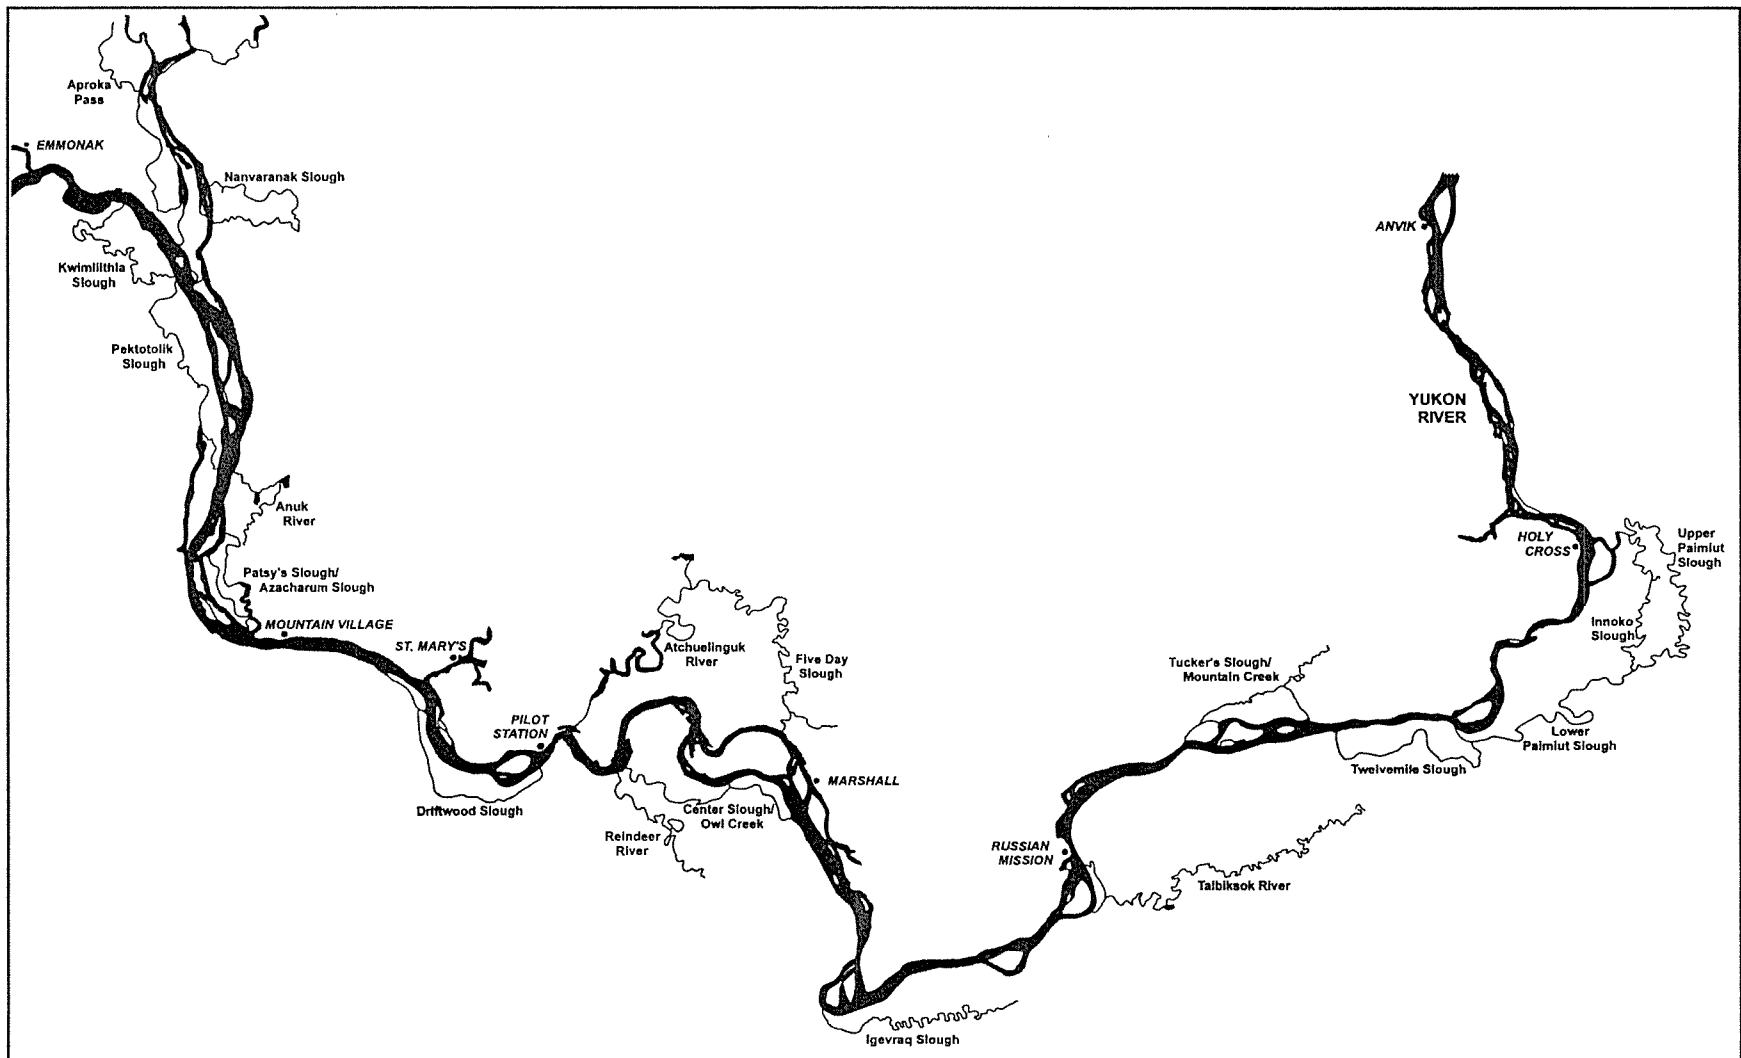 Aproka
Pass
EMMONAK
Nanvaranak Slough
Kwimlilthla
Slough
Pektotolik
Slough
Anuk
River
Patsy's Slough/
Azacharum Slough
MOUNTAIN VILLAGE
ST. MARY'S
PILOT
STATION
Driftwood Slough
Atchuelinguk
River
Five Day
Slough
MARSHALL
Center Slough/
Owl Creek
Reindeer
River
Igevraq Slough
RUSSIAN
MISSION
Talbiksok River
Tucker's Slough/
Mountain Creek
Twelvemile Slough
Lower
Paimiut Slough
Innoko
Slough
Upper
Paimiut
Slough
HOLY
CROSS
YUKON
RIVER
ANVIK